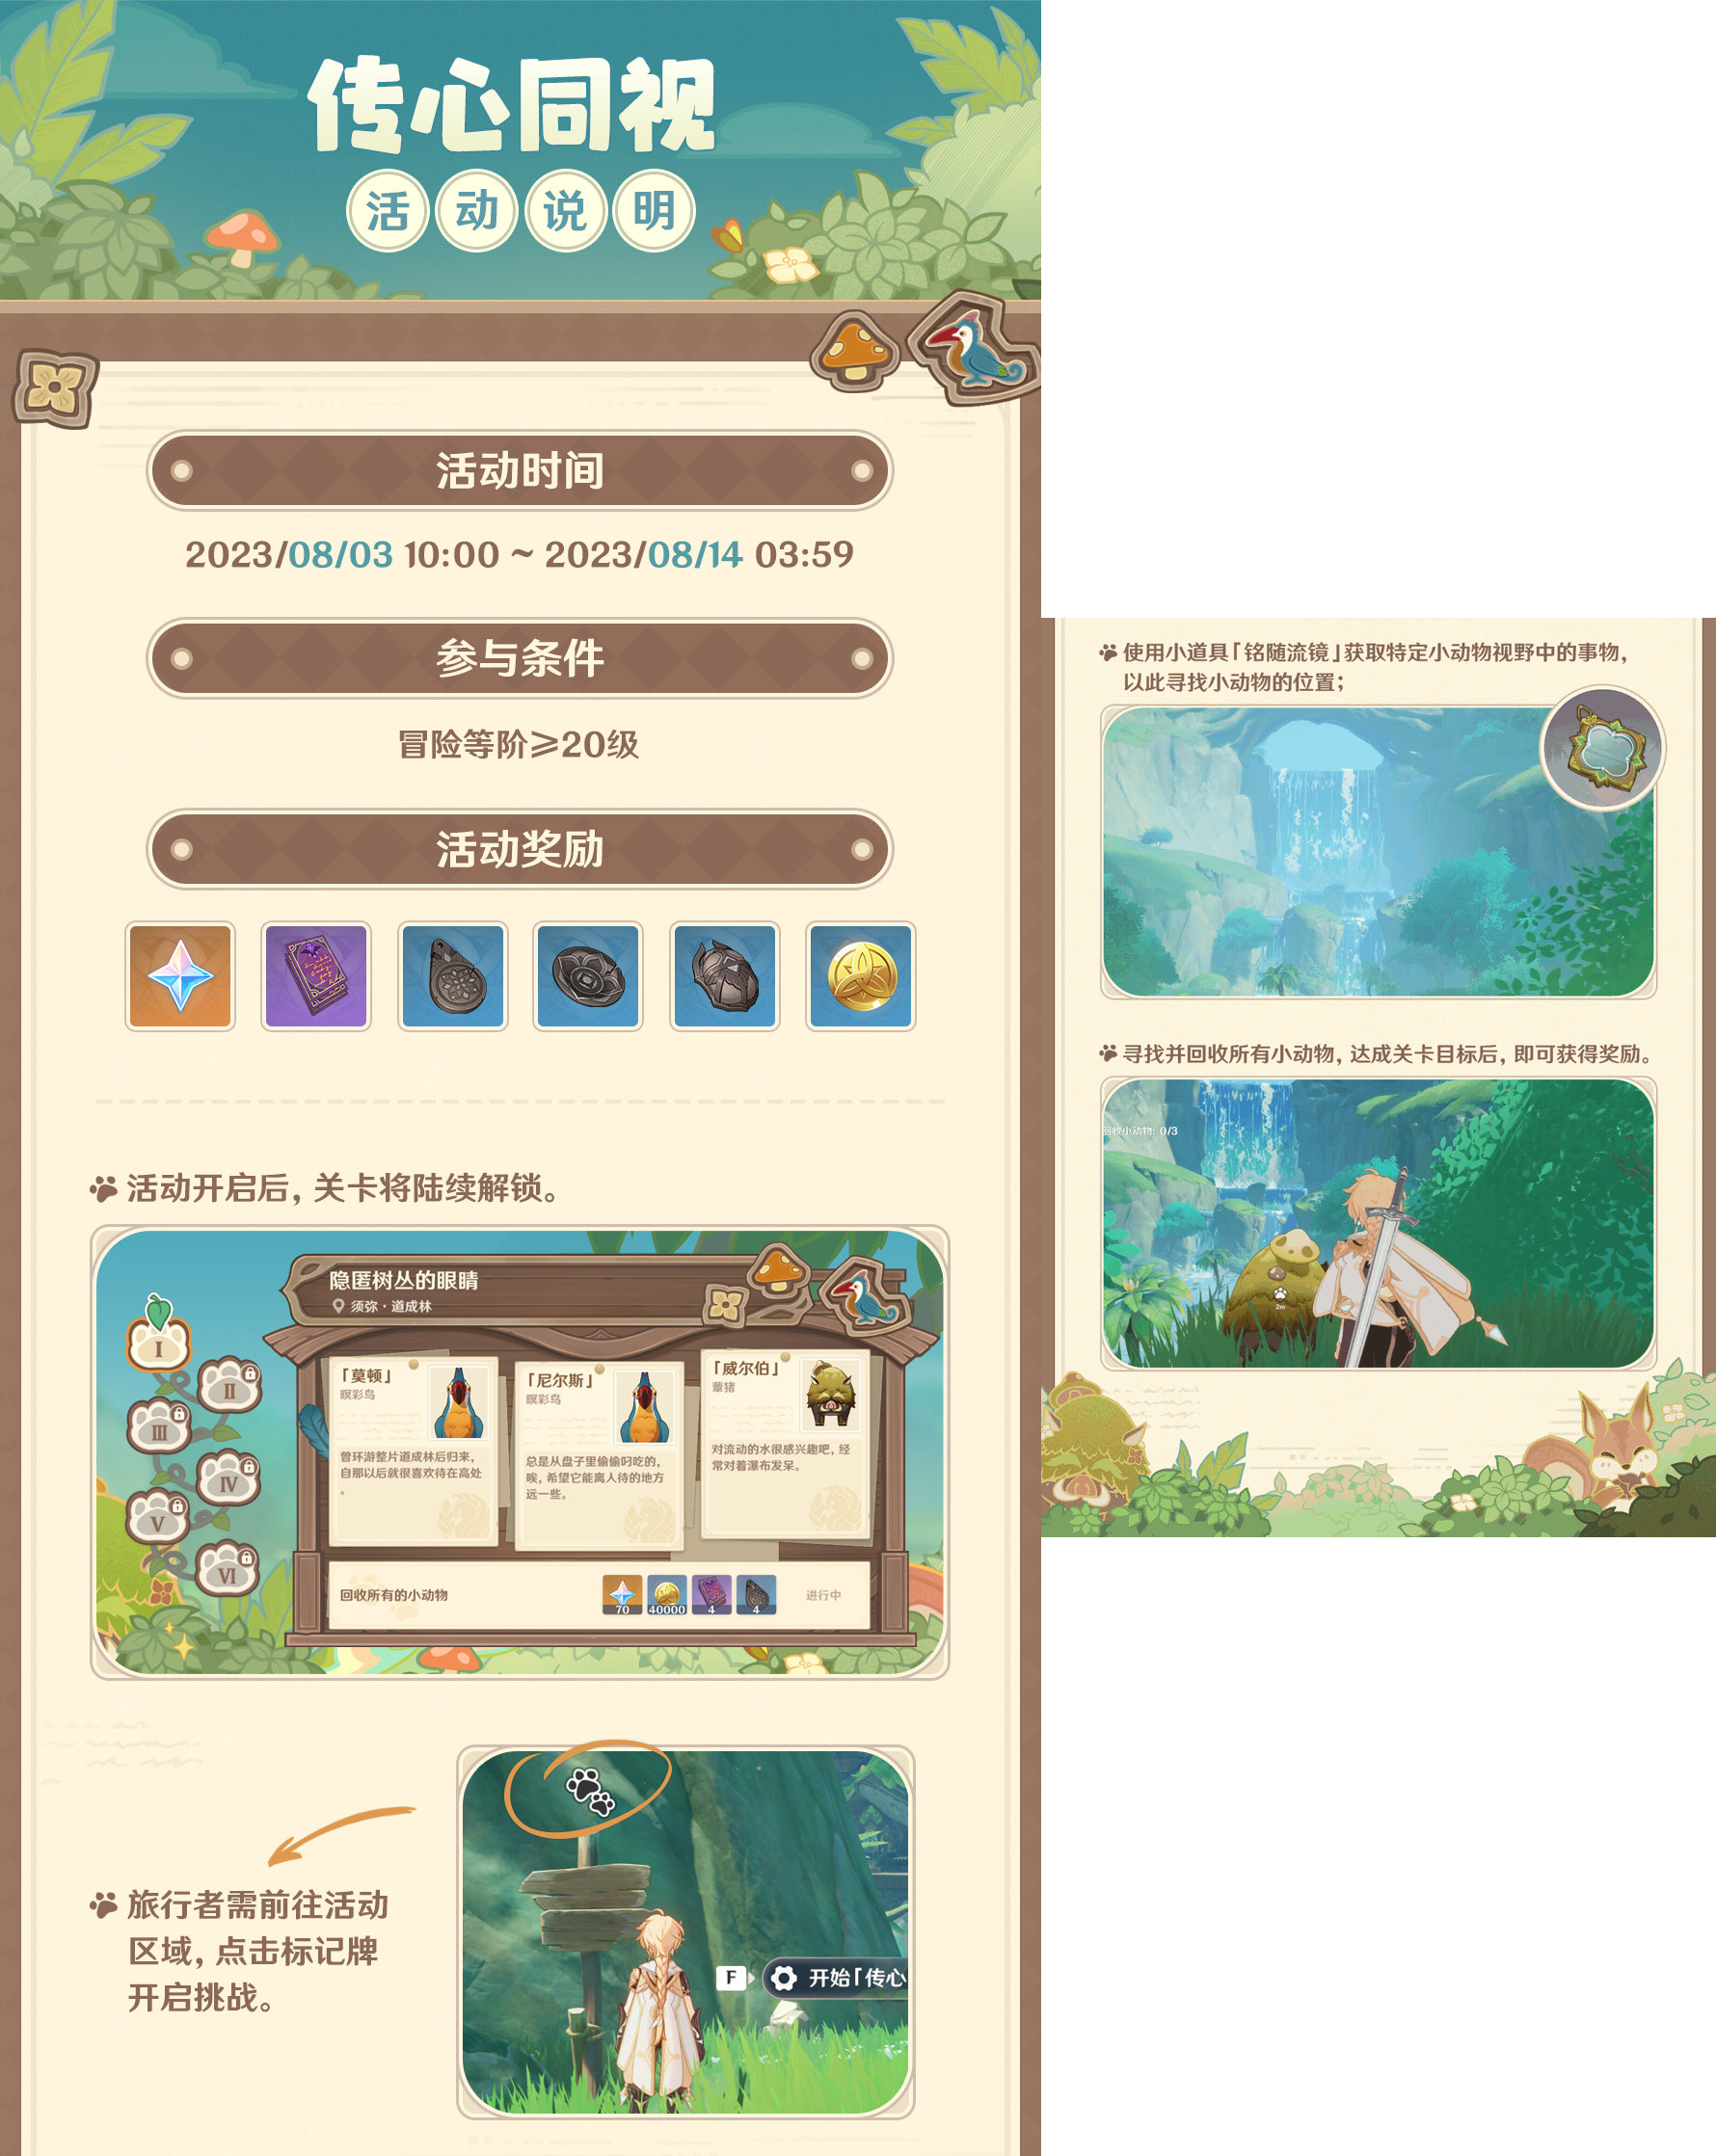 传心同视
活动说明
活动时间
2023/08/03 10:00 ~ 2023/08/14 03:59
参与条件
冒险等阶≥20级
活动奖励
活动开启后，关卡将陆续解锁。
隐匿树丛的眼睛
须弥·道成林
I
II
III
IV
V
VI
「莫顿」
暝彩鸟
曾环游整片道成林后归来，
自那以后就很喜欢待在高处
。
「尼尔斯」
暝彩鸟
总是从盘子里偷偷叼吃的，
唉，希望它能离人待的地方
远一些。
「威尔伯」
蕈猪
对流动的水很感兴趣吧，经
常对着瀑布发呆。
回收所有的小动物
70
40000
4
4
进行中
旅行者需前往活动
区域，点击标记牌
开启挑战。
F
开始「传心
使用小道具「铭随流镜」获取特定小动物视野中的事物，
以此寻找小动物的位置；
寻找并回收所有小动物，达成关卡目标后，即可获得奖励。
回收小动物: 0/3
2m